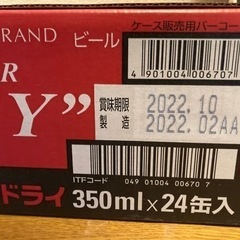 RAND ビール
ケース販売用バーコー
R
4 901004 006707
Y”
賞味期限 2022.10
製造 2022.02AA
ITFコード 049 01004 00670 7
ドライ 350ml×24缶入